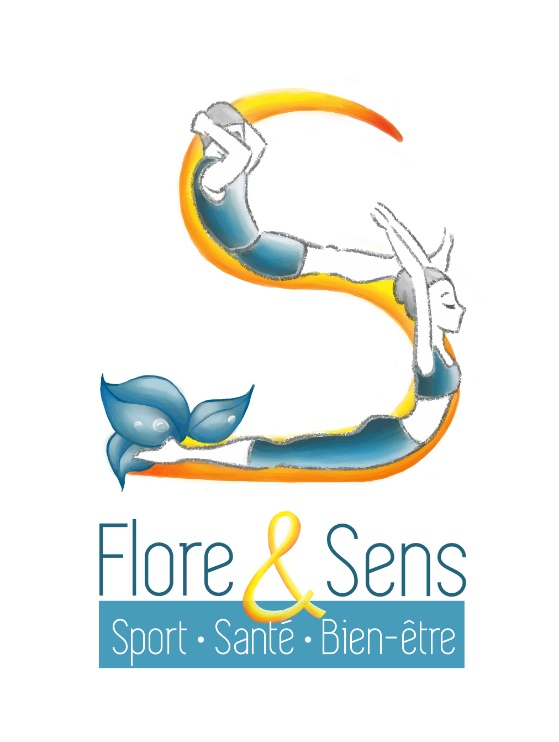 Flore & Sens
Sport • Santé • Bien-être